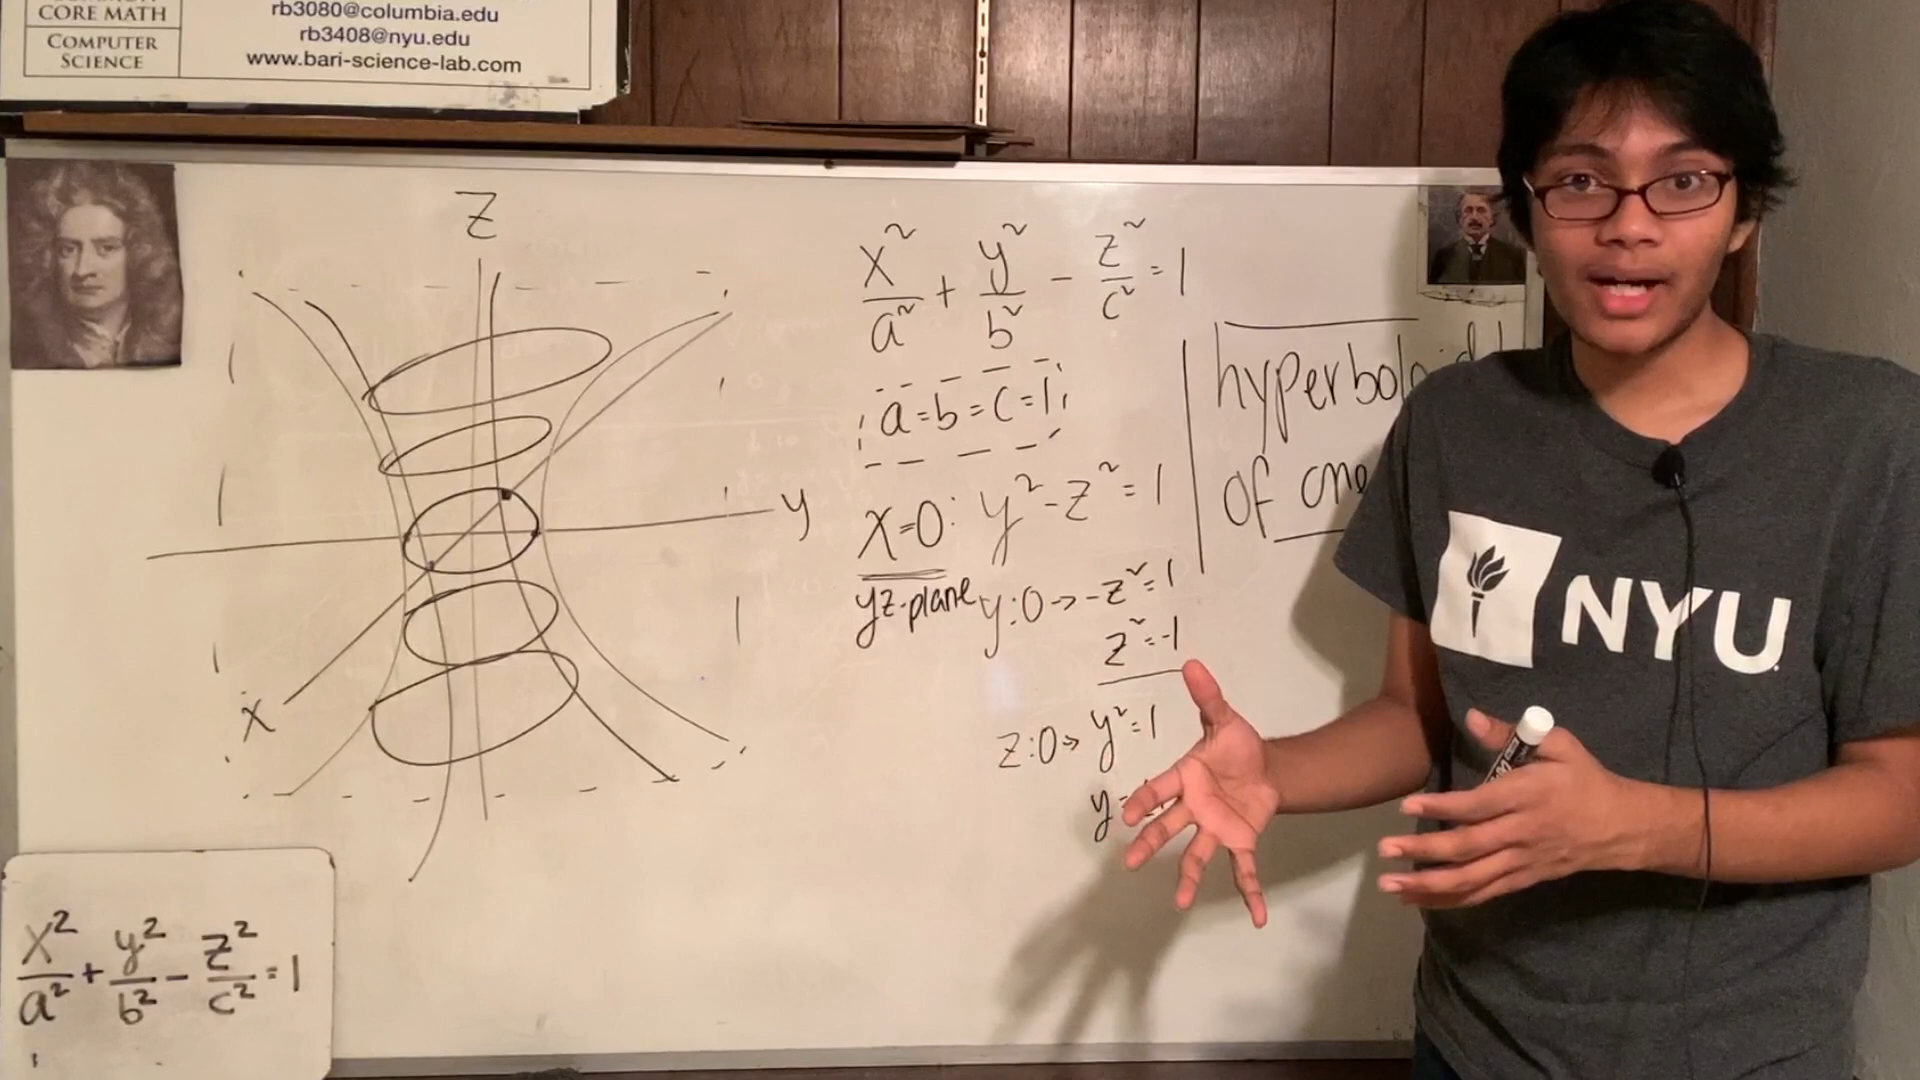 CORE MATH
COMPUTER
SCIENCE
rb3080@columbia.edu
rb3408@nyu.edu
www.bari-science-lab.com
Z
y
x
x²/a² + y²/b² - z²/c² = 1
a=b=c=1
x=0: y²-z²=1
yz-plane
y:0 → -z²=1
z²=-1
z:0 → y²=1
y=
of one
NYU
x²/a² + y²/b² - z²/c² = 1